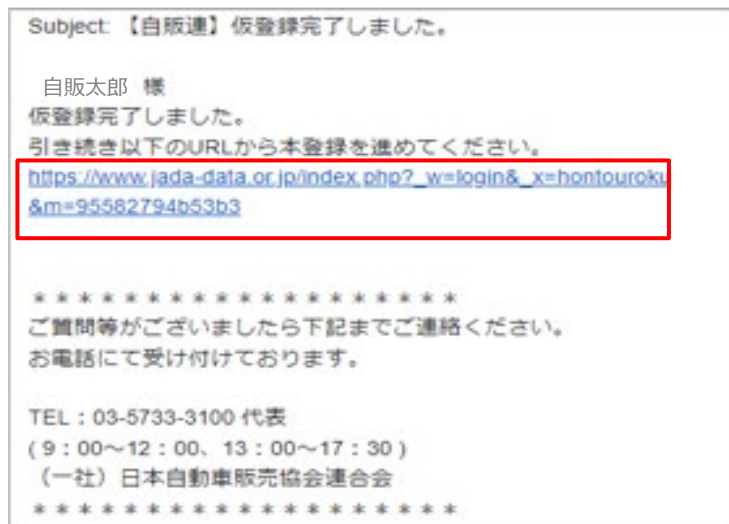 Subject: 【自販連】仮登録完了しました。
自販太郎 様
仮登録完了しました。
引き続き以下のURLから本登録を進めてください。
https://www.jada-data.or.jp/index.php?_w=login&_x=hontouroku
&m=95582794b53b3
＊＊＊＊＊＊＊＊＊＊＊＊＊＊＊＊＊＊＊
ご質問等がございましたら下記までご連絡ください。
お電話にて受け付けております。
TEL：03-5733-3100 代表
(９：00～12：00、13：00～17：30)
（一社）日本自動車販売協会連合会
＊＊＊＊＊＊＊＊＊＊＊＊＊＊＊＊＊＊＊